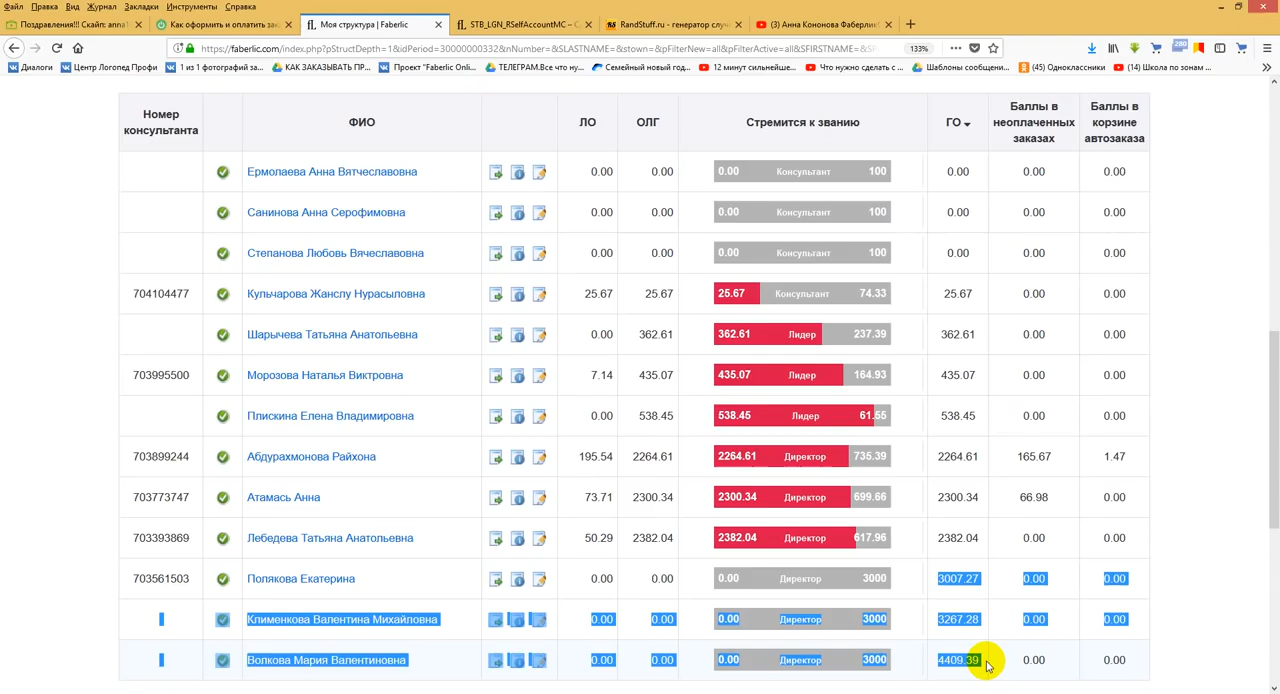 Файл Правка Вид Журнал Закладки Инструменты Справка
Поздравления!! Скайп: anna1
Как оформить и оплатить зак
Моя структура | Faberlic
STB_LGN_RSelfAccountMC – С
RandStuff.ru - генератор случ
(3) Анна Кононова Фаберлик
https://faberlic.com/index.php?pStructDepth=1&idPeriod=30000000332&nNumber=&SLASTNAME=&stown=&pFilterNew=all&pFilterActive=all&SFIRSTNAME=&SF
133%
280
Диалоги
Центр Логопед Профи
1 из 1 фотографий за...
КАК ЗАКАЗЫВАТЬ ПР...
Проект "Faberlic Onli...
ТЕЛЕГРАМ.Все что ну...
Семейный новый год...
12 минут сильнейше...
Что нужно сделать с ...
Шаблоны сообщени...
(45) Одноклассники
(14) Школа по зонам ...
Номер консультанта ФИО ЛО ОЛГ Стремится к званию ГО Баллы в неоплаченных заказах Баллы в корзине автозаказа
Ермолаева Анна Вятчеславовна 0.00 0.00 0.00 Консультант 100 0.00 0.00 0.00
Санинова Анна Серофимовна 0.00 0.00 0.00 Консультант 100 0.00 0.00 0.00
Степанова Любовь Вячеславовна 0.00 0.00 0.00 Консультант 100 0.00 0.00 0.00
704104477 Кульчарова Жанслу Нурасыловна 25.67 25.67 25.67 Консультант 74.33 25.67 0.00 0.00
Шарычева Татьяна Анатольевна 0.00 362.61 362.61 Лидер 237.39 362.61 0.00 0.00
703995500 Морозова Наталья Виктровна 7.14 435.07 435.07 Лидер 164.93 435.07 0.00 0.00
Плискина Елена Владимировна 0.00 538.45 538.45 Лидер 61.55 538.45 0.00 0.00
703899244 Абдурахмонова Райхона 195.54 2264.61 2264.61 Директор 735.39 2264.61 165.67 1.47
703773747 Атамась Анна 73.71 2300.34 2300.34 Директор 699.66 2300.34 66.98 0.00
703393869 Лебедева Татьяна Анатольевна 50.29 2382.04 2382.04 Директор 617.96 2382.04 0.00 0.00
703561503 Полякова Екатерина 0.00 0.00 0.00 Директор 3000 3007.27 0.00 0.00
Клименкова Валентина Михайловна 0.00 0.00 0.00 Директор 3000 3267.28 0.00 0.00
Волкова Мария Валентиновна 0.00 0.00 0.00 Директор 3000 4409.39 0.00 0.00